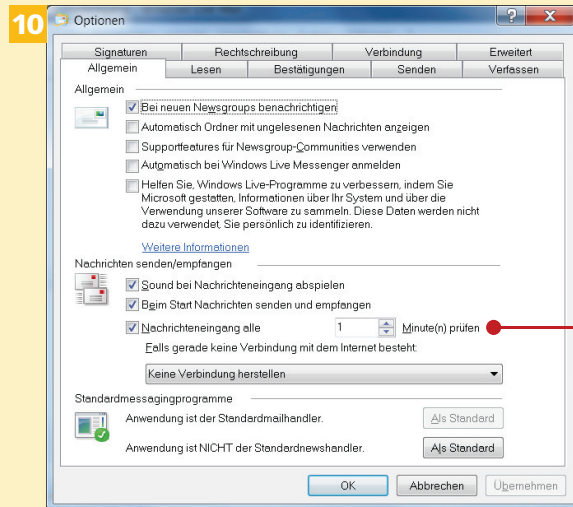 10
Optionen
Signaturen Rechtschreibung Verbindung Erweitert
Allgemein Lesen Bestätigungen Senden Verfassen
Allgemein
Bei neuen Newsgroups benachrichtigen
Automatisch Ordner mit ungelesenen Nachrichten anzeigen
Supportfeatures für Newsgroup-Communities verwenden
Automatisch bei Windows Live Messenger anmelden
Helfen Sie, Windows Live-Programme zu verbessern, indem Sie
Microsoft gestatten, Informationen über Ihr System und über die
Verwendung unserer Software zu sammeln. Diese Daten werden nicht
dazu verwendet, Sie persönlich zu identifizieren.
Weitere Informationen
Nachrichten senden/empfangen
Sound bei Nachrichteneingang abspielen
Beim Start Nachrichten senden und empfangen
Nachrichteneingang alle 1 Minute(n) prüfen
Falls gerade keine Verbindung mit dem Internet besteht:
Keine Verbindung herstellen
Standardmessagingprogramme
Anwendung ist der Standardmailhandler. Als Standard
Anwendung ist NICHT der Standardnewshandler. Als Standard
OK Abbrechen Übernehmen